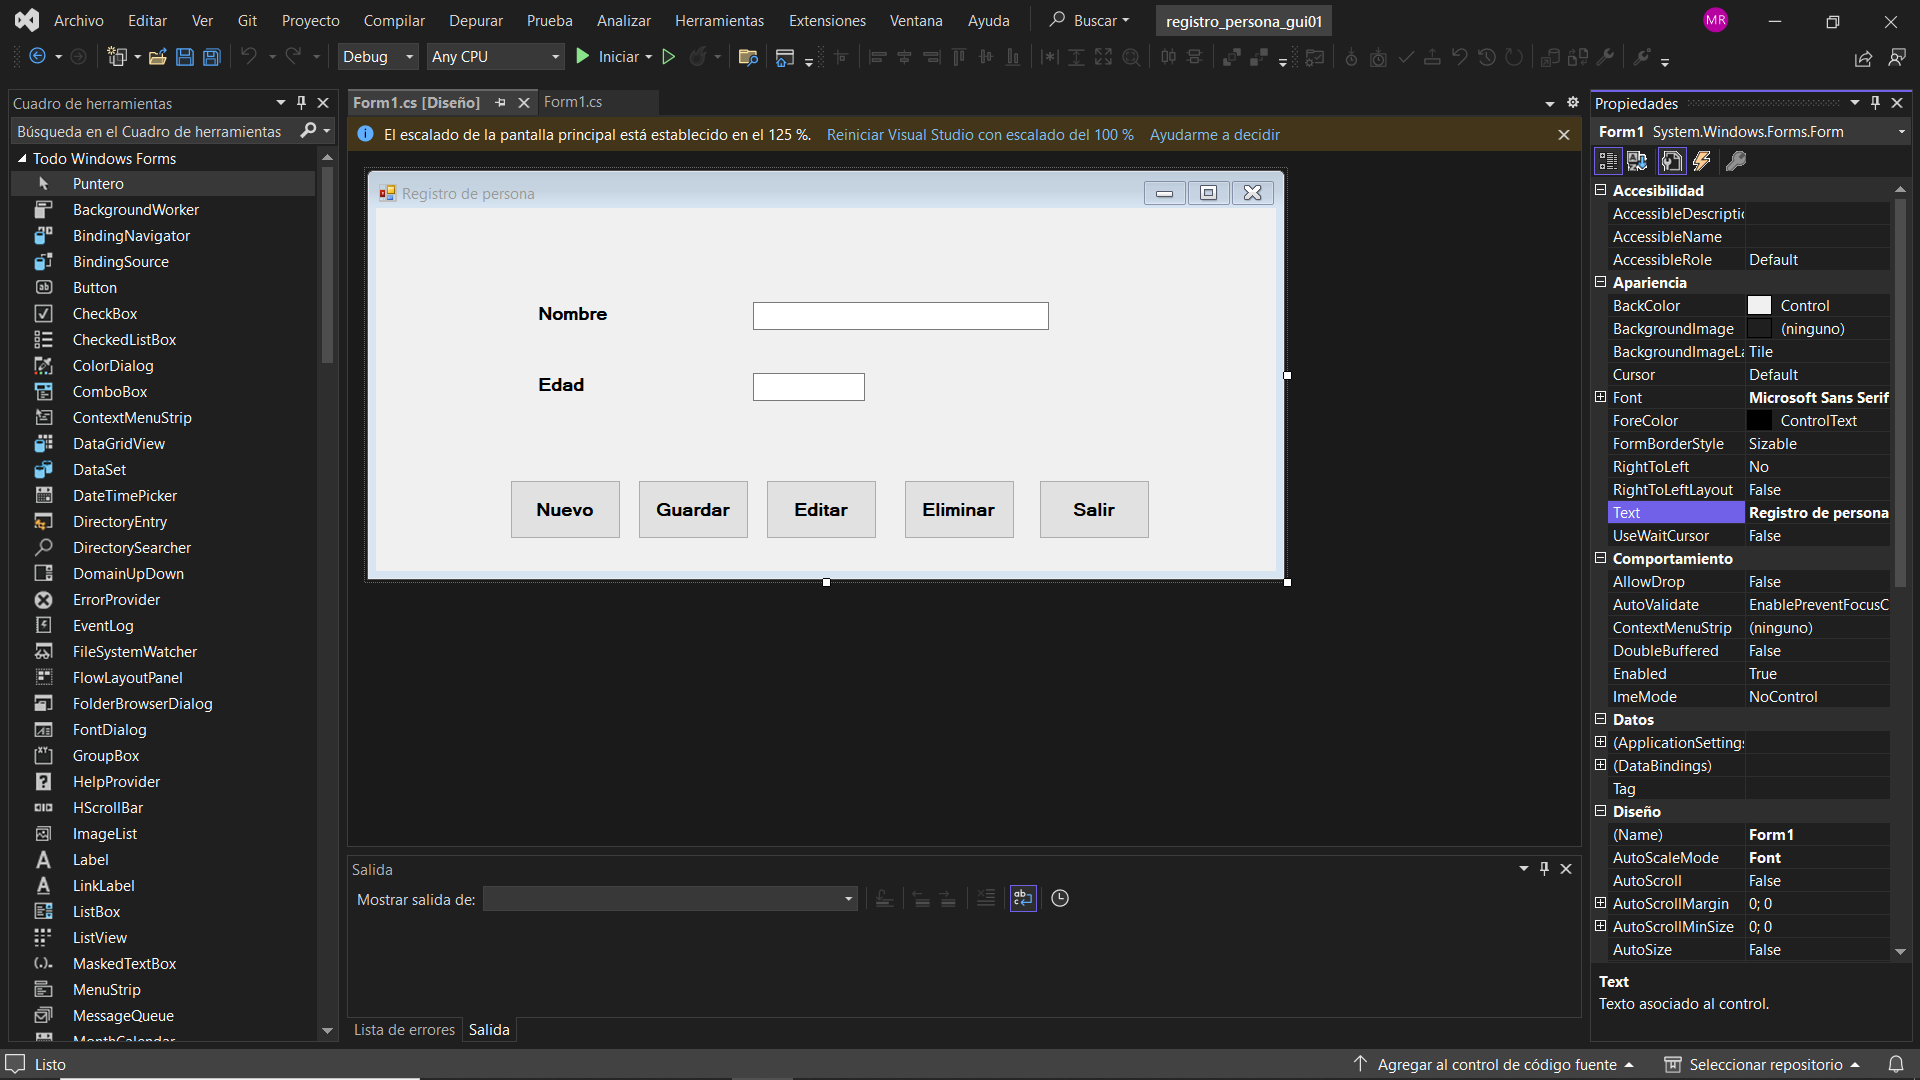 Archivo Editar Ver Git Proyecto Compilar Depurar Prueba Analizar Herramientas Extensiones Ventana Ayuda Buscar registro_persona_gui01 MR
Debug Any CPU Iniciar
Cuadro de herramientas
Búsqueda en el Cuadro de herramientas
Todo Windows Forms
Puntero
BackgroundWorker
BindingNavigator
BindingSource
Button
CheckBox
CheckedListBox
ColorDialog
ComboBox
ContextMenuStrip
DataGridView
DataSet
DateTimePicker
DirectoryEntry
DirectorySearcher
DomainUpDown
ErrorProvider
EventLog
FileSystemWatcher
FlowLayoutPanel
FolderBrowserDialog
FontDialog
GroupBox
HelpProvider
HScrollBar
ImageList
Label
LinkLabel
ListBox
ListView
MaskedTextBox
MenuStrip
MessageQueue
MonthCalendar
Form1.cs [Diseño] Form1.cs
El escalado de la pantalla principal está establecido en el 125 %. Reiniciar Visual Studio con escalado del 100 % Ayudarme a decidir
Registro de persona
Nombre
Edad
Nuevo Guardar Editar Eliminar Salir
Salida
Mostrar salida de:
Lista de errores Salida
Propiedades
Form1 System.Windows.Forms.Form
Accesibilidad
AccessibleDescriptic
AccessibleName
AccessibleRole Default
Apariencia
BackColor Control
BackgroundImage (ninguno)
BackgroundImageLa Tile
Cursor Default
Font Microsoft Sans Serif
ForeColor ControlText
FormBorderStyle Sizable
RightToLeft No
RightToLeftLayout False
Text Registro de persona
UseWaitCursor False
Comportamiento
AllowDrop False
AutoValidate EnablePreventFocusC
ContextMenuStrip (ninguno)
DoubleBuffered False
Enabled True
ImeMode NoControl
Datos
(ApplicationSettings
(DataBindings)
Tag
Diseño
(Name) Form1
AutoScaleMode Font
AutoScroll False
AutoScrollMargin 0; 0
AutoScrollMinSize 0; 0
AutoSize False
Text
Texto asociado al control.
Listo Agregar al control de código fuente Seleccionar repositorio